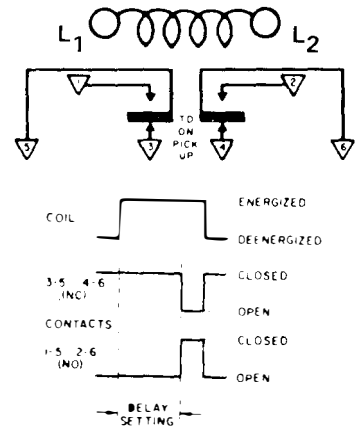 L1 L2
1 2
TD
ON
PICK
UP
5 3 4 6
ENERGIZED
COIL
DEENERGIZED
CLOSED
3-5 4-6
(NC)
OPEN
CONTACTS
CLOSED
1-5 2-6
(NO)
OPEN
DELAY
SETTING